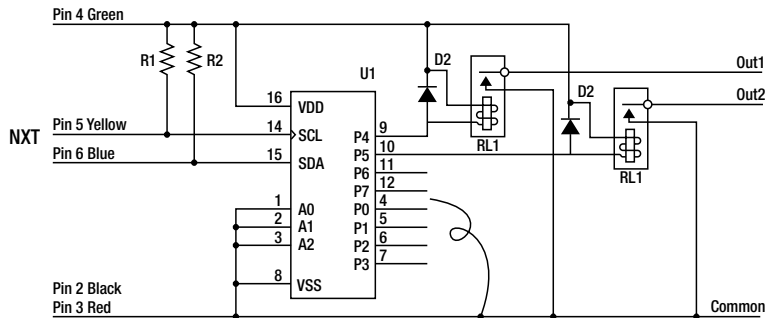 Pin 4 Green
R1
R2
U1
D2
Out1
D2
Out2
NXT
Pin 5 Yellow
Pin 6 Blue
16
VDD
14
SCL
15
SDA
1
A0
2
A1
3
A2
8
VSS
P4
9
P5
10
P6
11
P7
12
P0
4
P1
5
P2
6
P3
7
RL1
RL1
Pin 2 Black
Pin 3 Red
Common